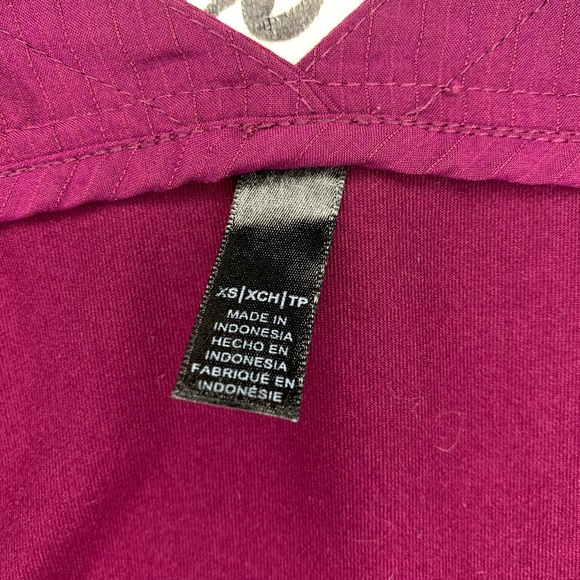 XS|XCH|TP
MADE IN
INDONESIA
HECHO EN
INDONESIA
FABRIQUÉ EN
INDONÉSIE